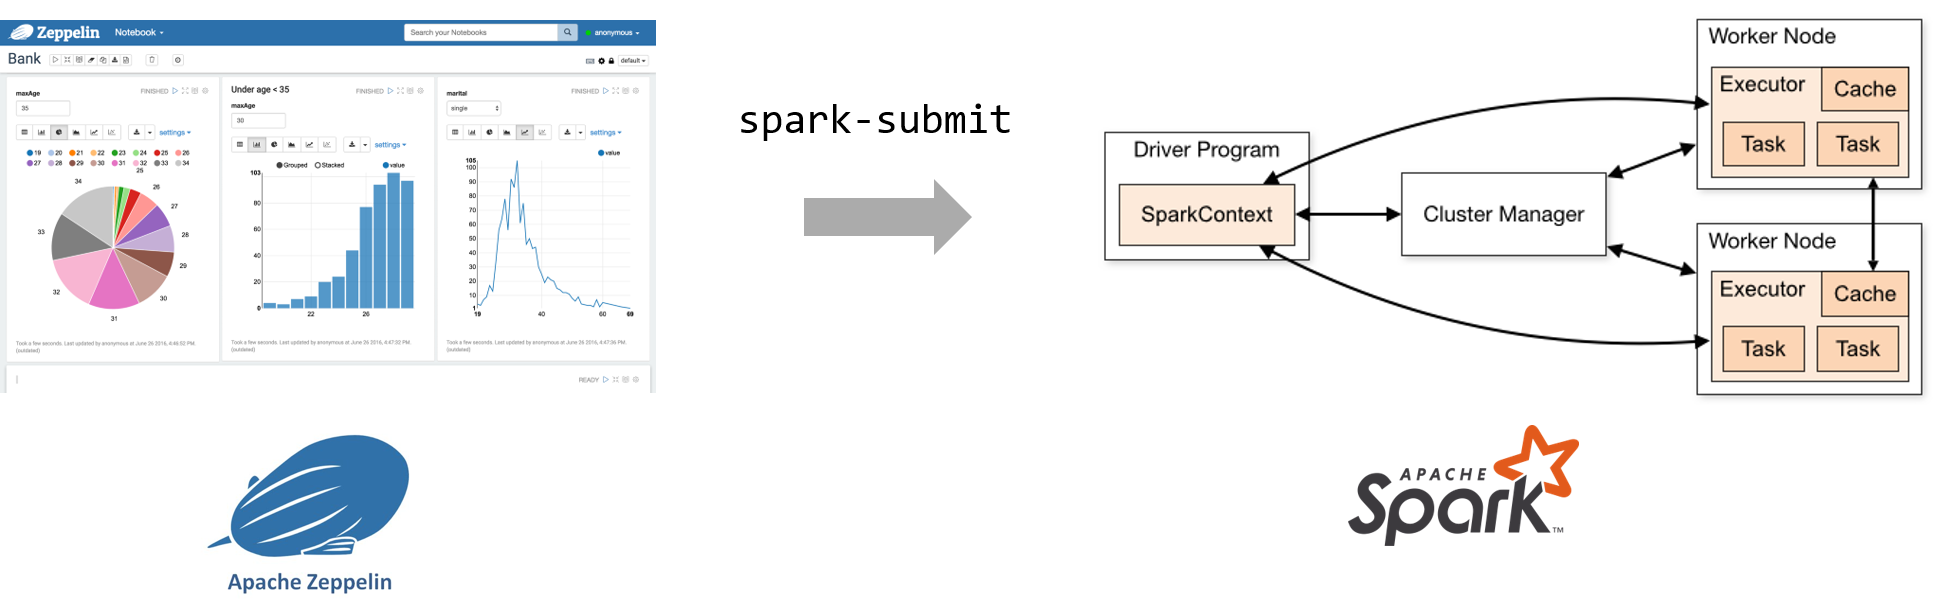 Zeppelin Notebook Search your Notebooks anonymous
Bank default
maxAge FINISHED
35
settings
19 20 21 22 23 24 25 26
27 28 29 30 31 32 33 34
25
34 26
27
33 28
29
32 30
31
Took a few seconds. Last updated by anonymous at June 26 2016, 4:46:52 PM.
(outdated)
Under age < 35 FINISHED
maxAge
30
settings
Grouped Stacked value
103
80
60
40
20
0
22 26
Took a few seconds. Last updated by anonymous at June 26 2016, 4:47:32 PM.
(outdated)
marital FINISHED
single
settings
value
105
100
90
80
70
60
50
40
30
20
10
1
19 40 60 69
Took a few seconds. Last updated by anonymous at June 26 2016, 4:47:36 PM.
(outdated)
READY
Apache Zeppelin
spark-submit
Driver Program
SparkContext
Cluster Manager
Worker Node
Executor Cache
Task Task
Worker Node
Executor Cache
Task Task
APACHE
Spark
TM